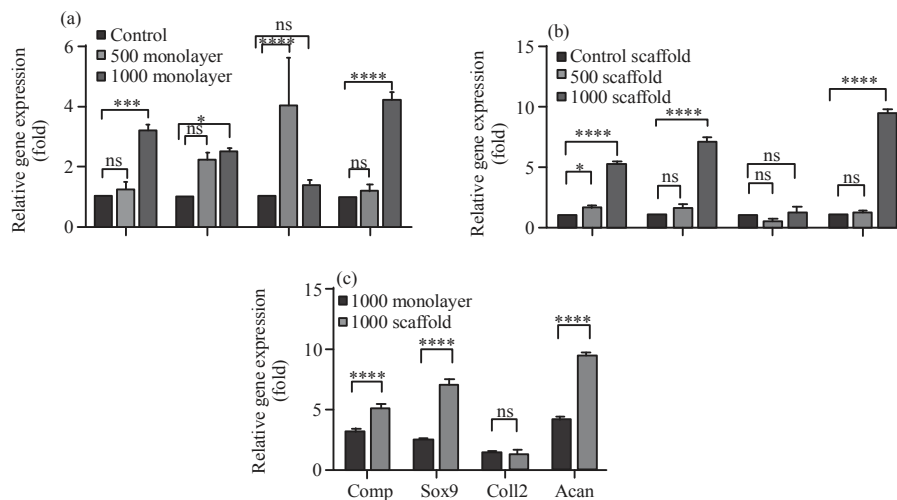 (a)
Control
500 monolayer
1000 monolayer
Relative gene expression
(fold)
6
4
2
0
ns
***
ns
*
****
ns
ns
****
(b)
Control scaffold
500 scaffold
1000 scaffold
Relative gene expression
(fold)
15
10
5
0
*
****
ns
****
ns
ns
ns
****
(c)
1000 monolayer
1000 scaffold
Relative gene expression
(fold)
15
10
5
0
****
****
ns
****
Comp Sox9 Coll2 Acan